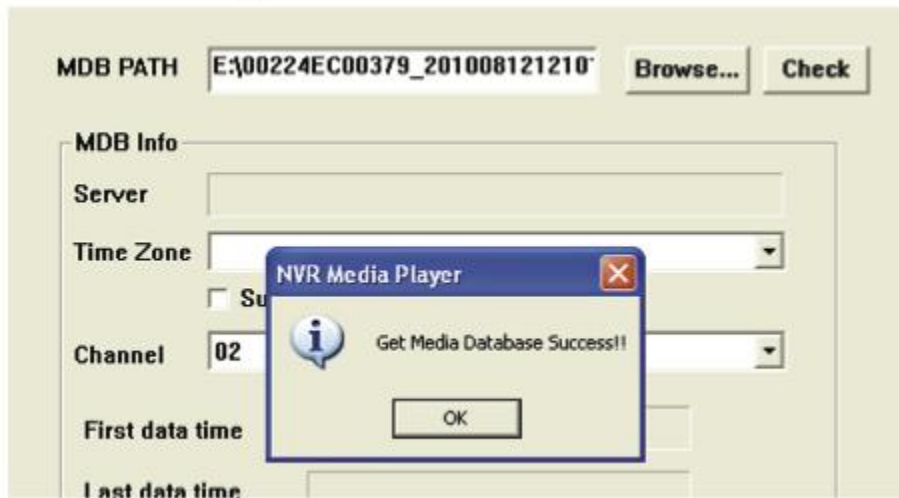 MDB PATH E:\00224EC00379_201008121210 Browse... Check
MDB Info
Server
Time Zone
NVR Media Player
Su
Get Media Database Success!!
Channel 02
OK
First data time
Last data time